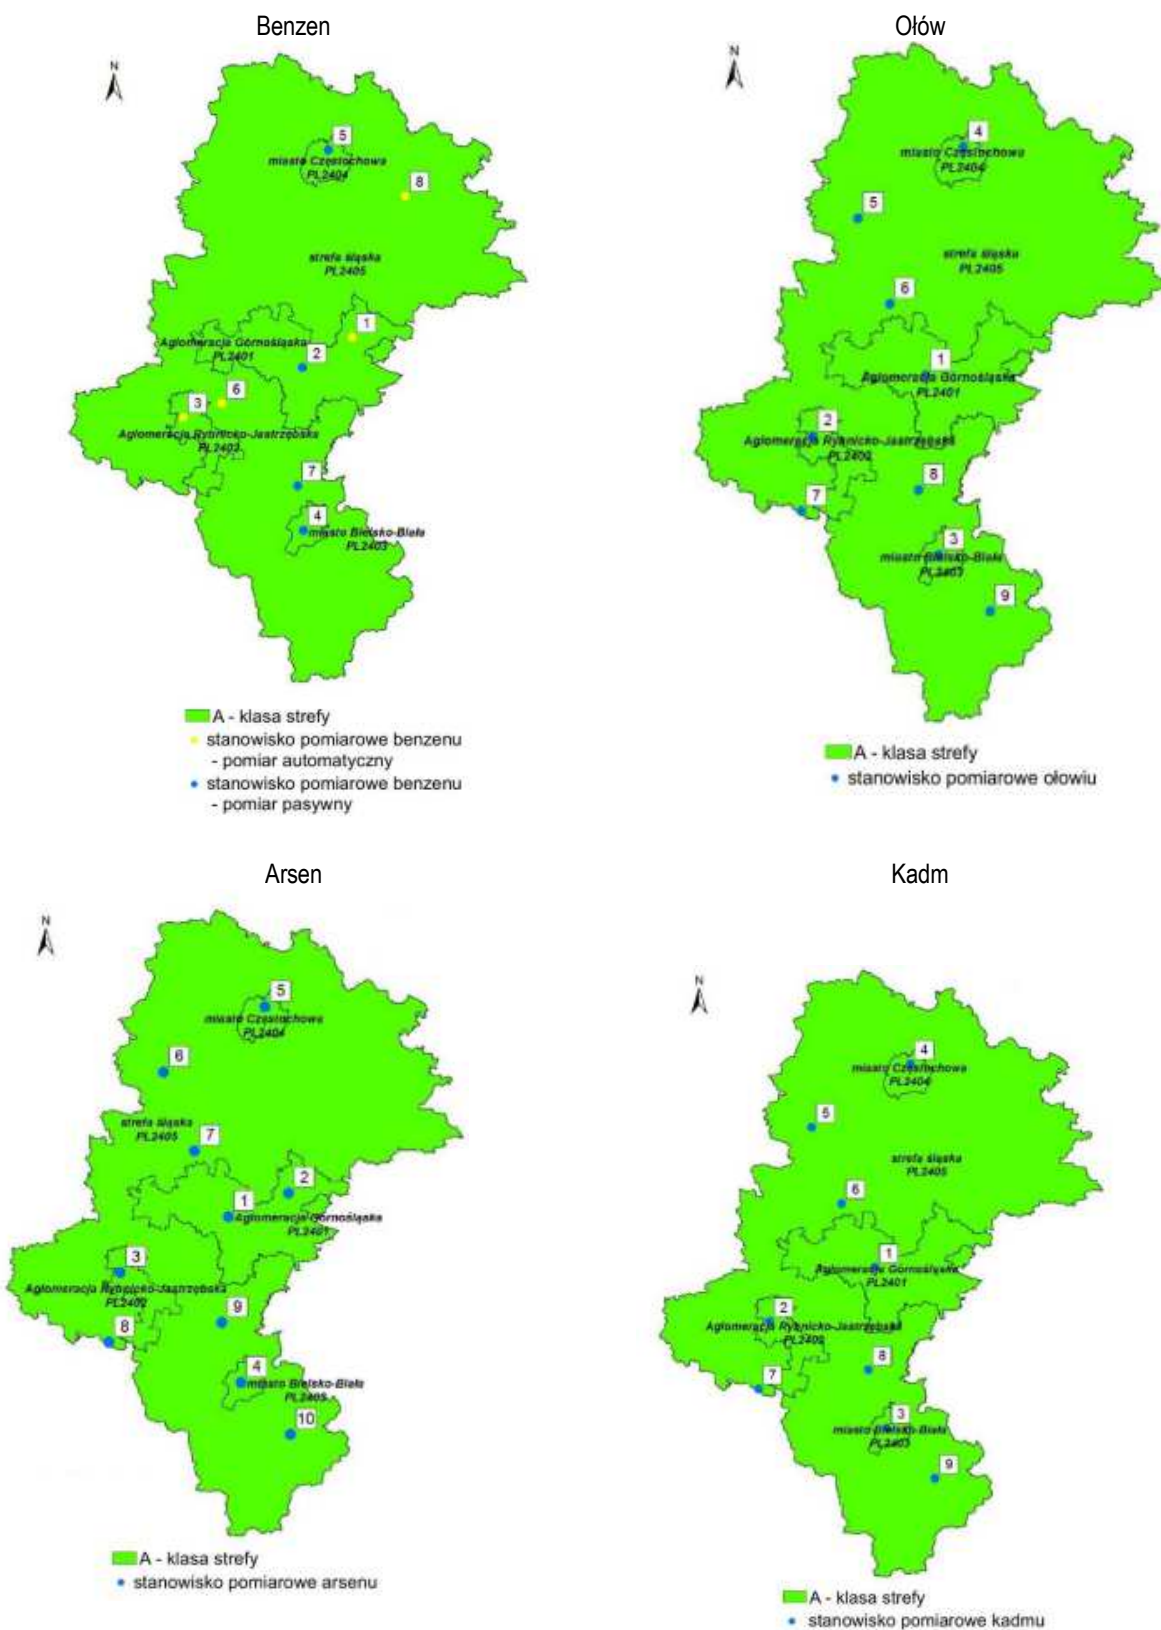 Benzen
N
5
miasto Częstochowa
PL2404
8
strefa śląska
PL2405
1
Aglomeracja Górnośląska
PL2401
2
6
3
Aglomeracja Rybnicko-Jastrzębska
PL2402
7
4
miasto Bielsko-Biała
PL2403
A - klasa strefy
stanowisko pomiarowe benzenu
- pomiar automatyczny
stanowisko pomiarowe benzenu
- pomiar pasywny
Ołów
N
4
miasto Częstochowa
PL2404
5
strefa śląska
PL2405
6
1
Aglomeracja Górnośląska
PL2401
2
Aglomeracja Rybnicko-Jastrzębska
PL2402
8
7
3
miasto Bielsko-Biała
PL2403
9
A - klasa strefy
stanowisko pomiarowe ołowiu
Arsen
N
5
miasto Częstochowa
PL2404
6
strefa śląska
PL2405
7
2
1
Aglomeracja Górnośląska
PL2401
3
Aglomeracja Rybnicko-Jastrzębska
PL2402
9
8
4
miasto Bielsko-Biała
PL2403
10
A - klasa strefy
stanowisko pomiarowe arsenu
Kadm
N
4
miasto Częstochowa
PL2404
5
strefa śląska
PL2405
6
1
Aglomeracja Górnośląska
PL2401
2
Aglomeracja Rybnicko-Jastrzębska
PL2402
8
7
3
miasto Bielsko-Biała
PL2403
9
A - klasa strefy
stanowisko pomiarowe kadmu